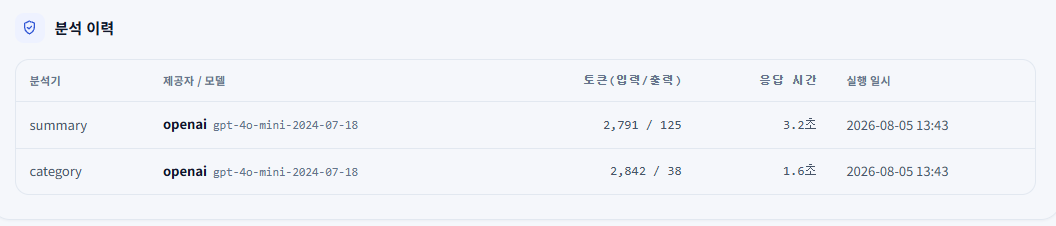 분석 이력
분석기 제공자 / 모델 토큰(입력/출력) 응답 시간 실행 일시
summary openai gpt-4o-mini-2024-07-18 2,791 / 125 3.2초 2026-08-05 13:43
category openai gpt-4o-mini-2024-07-18 2,842 / 38 1.6초 2026-08-05 13:43